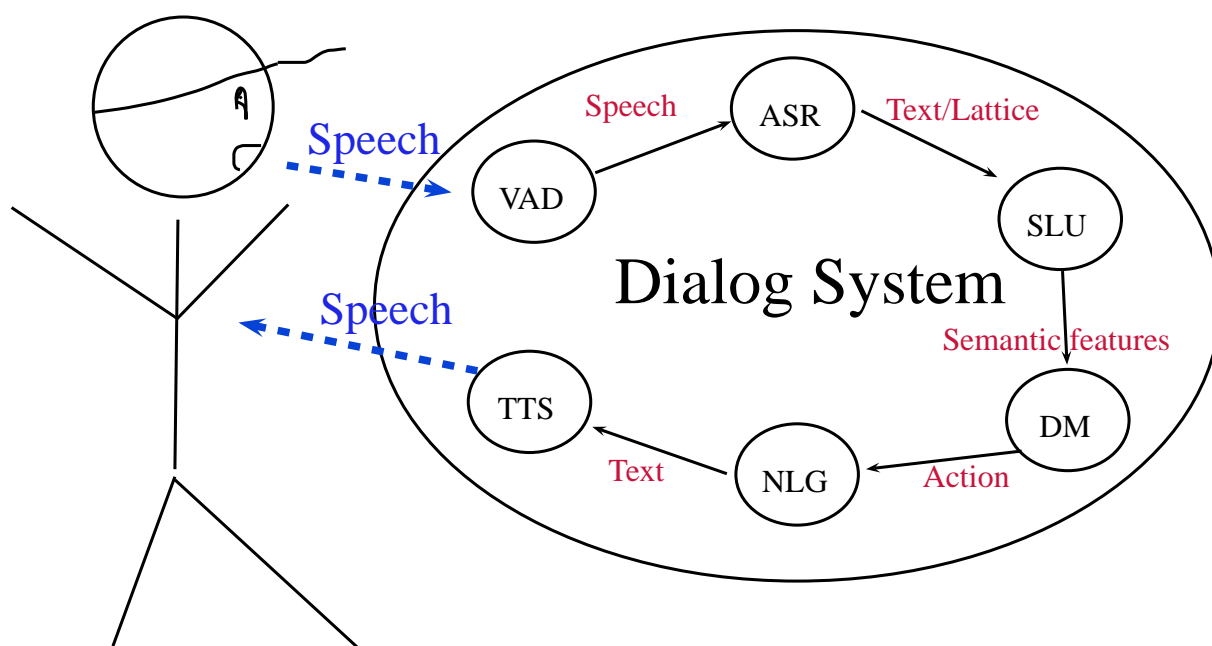 Speech
Speech
ASR
Text/Lattice
VAD
SLU
Dialog System
Speech
Semantic features
TTS
DM
Text
NLG
Action